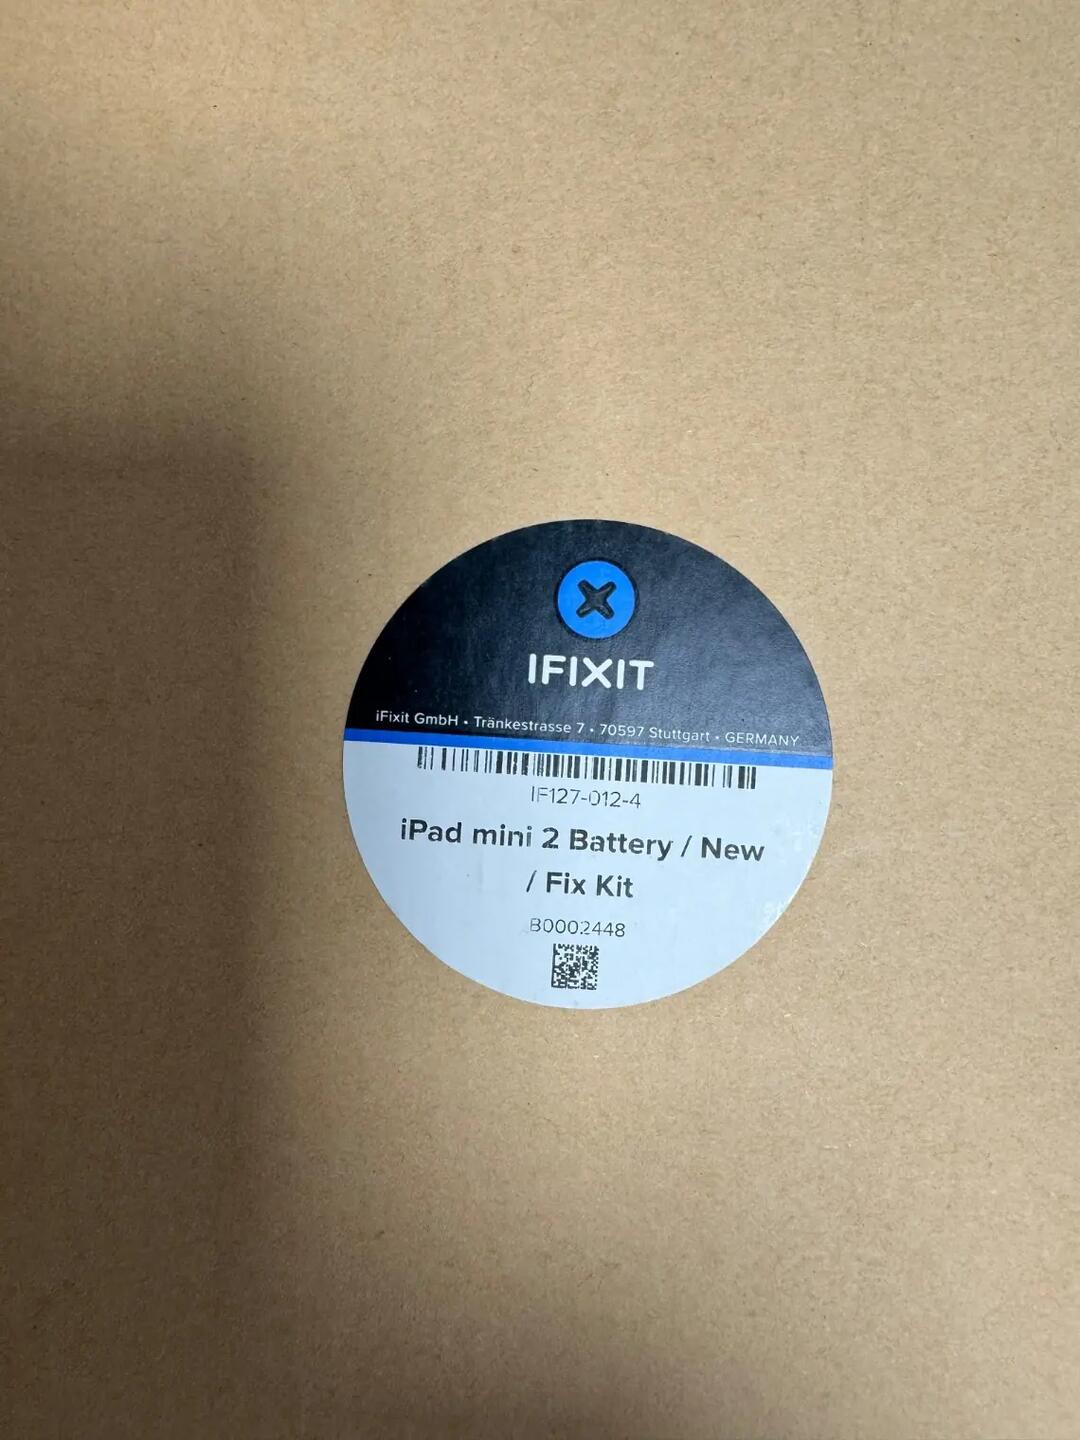 IFIXIT
iFixit GmbH • Tränkestrasse 7 • 70597 Stuttgart • GERMANY
IF127-012-4
iPad mini 2 Battery / New
/ Fix Kit
B0002448